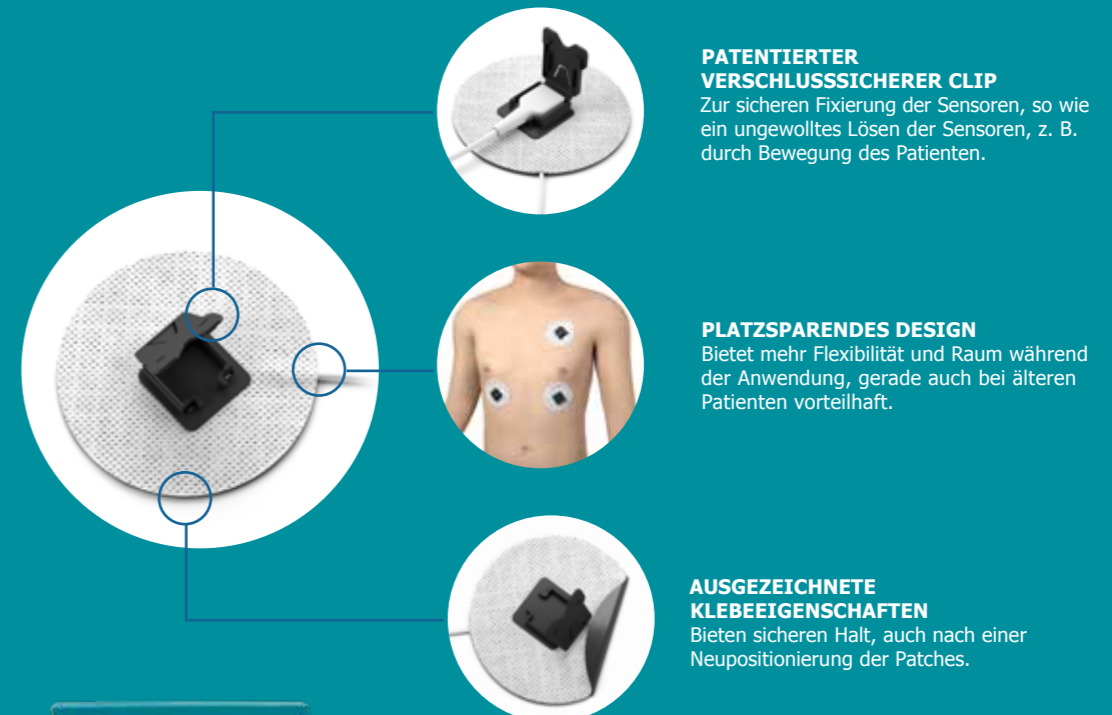 PATENTIERTER
VERSCHLUSSSICHERER CLIP
Zur sicheren Fixierung der Sensoren, so wie
ein ungewolltes Lösen der Sensoren, z. B.
durch Bewegung des Patienten.
PLATZSPARENDES DESIGN
Bietet mehr Flexibilität und Raum während
der Anwendung, gerade auch bei älteren
Patienten vorteilhaft.
AUSGEZEICHNETE
KLEBEEIGENSCHAFTEN
Bieten sicheren Halt, auch nach einer
Neupositionierung der Patches.